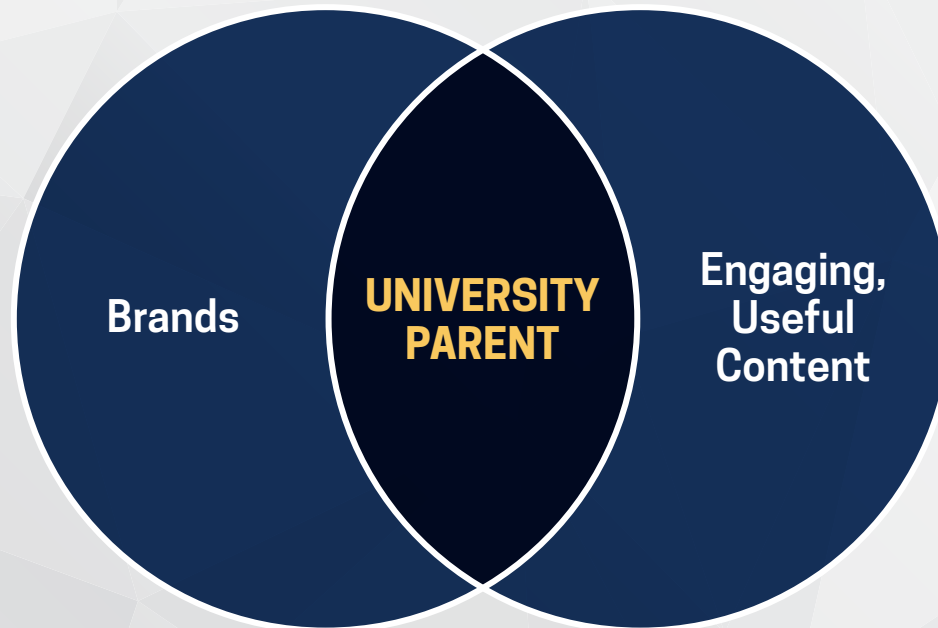 Brands
UNIVERSITY
PARENT
Engaging,
Useful
Content